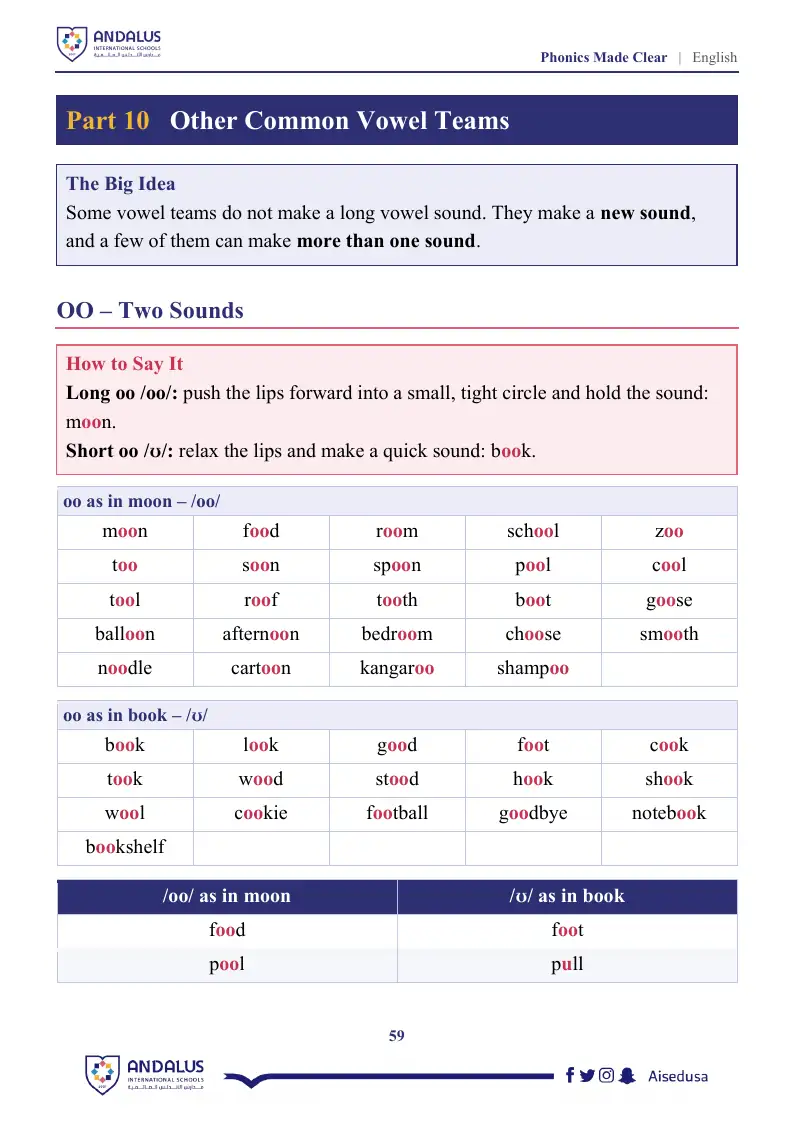 ANDALUS
INTERNATIONAL SCHOOLS
Phonics Made Clear | English
Part 10 Other Common Vowel Teams
The Big Idea
Some vowel teams do not make a long vowel sound. They make a new sound,
and a few of them can make more than one sound.
OO – Two Sounds
How to Say It
Long oo /oo/: push the lips forward into a small, tight circle and hold the sound:
moon.
Short oo /ʊ/: relax the lips and make a quick sound: book.
oo as in moon – /oo/
moon food room school zoo
too soon spoon pool cool
tool roof tooth boot goose
balloon afternoon bedroom choose smooth
noodle cartoon kangaroo shampoo
oo as in book – /ʊ/
book look good foot cook
took wood stood hook shook
wool cookie football goodbye notebook
bookshelf
/oo/ as in moon /ʊ/ as in book
food foot
pool pull
59
ANDALUS
INTERNATIONAL SCHOOLS
Aisedusa